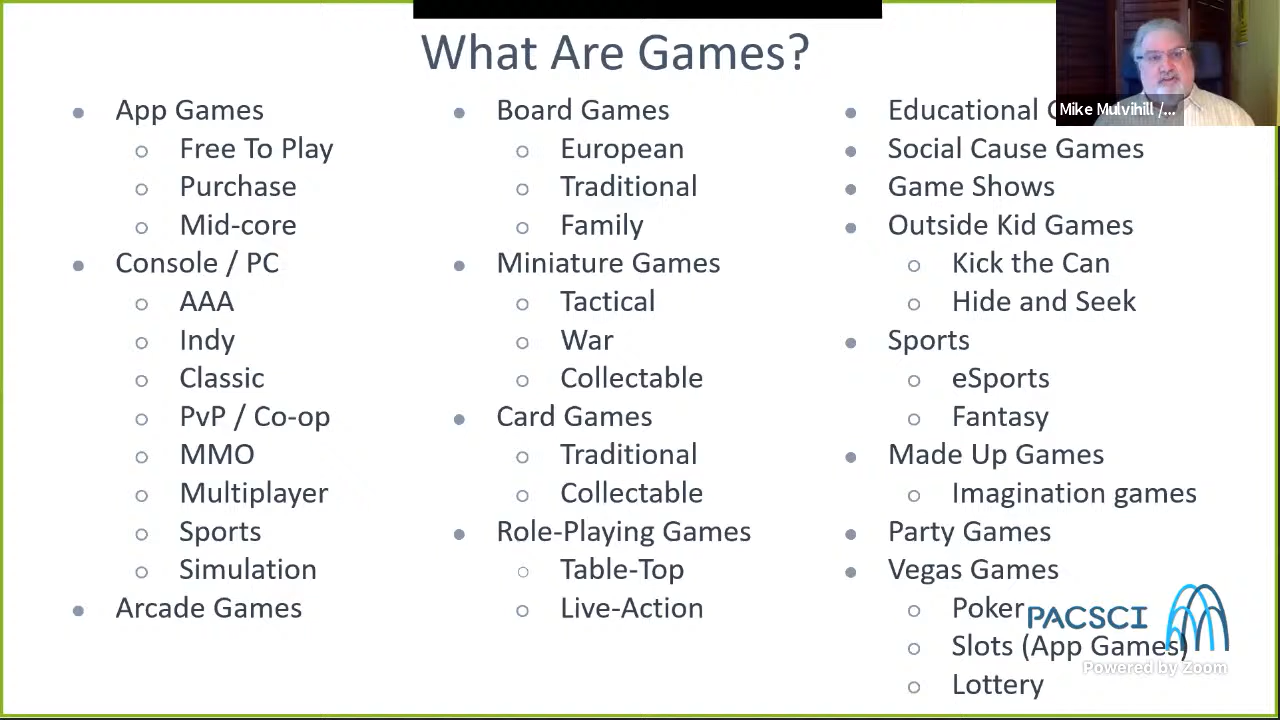 What Are Games?
App Games
Free To Play
Purchase
Mid-core
Console / PC
AAA
Indy
Classic
PvP / Co-op
MMO
Multiplayer
Sports
Simulation
Arcade Games
Board Games
European
Traditional
Family
Miniature Games
Tactical
War
Collectable
Card Games
Traditional
Collectable
Role-Playing Games
Table-Top
Live-Action
Educational
Social Cause Games
Game Shows
Outside Kid Games
Kick the Can
Hide and Seek
Sports
eSports
Fantasy
Made Up Games
Imagination games
Party Games
Vegas Games
Poker
Slots (App Games)
Lottery
Mike Mulvihill /...
PACSCI
Powered by Zoom